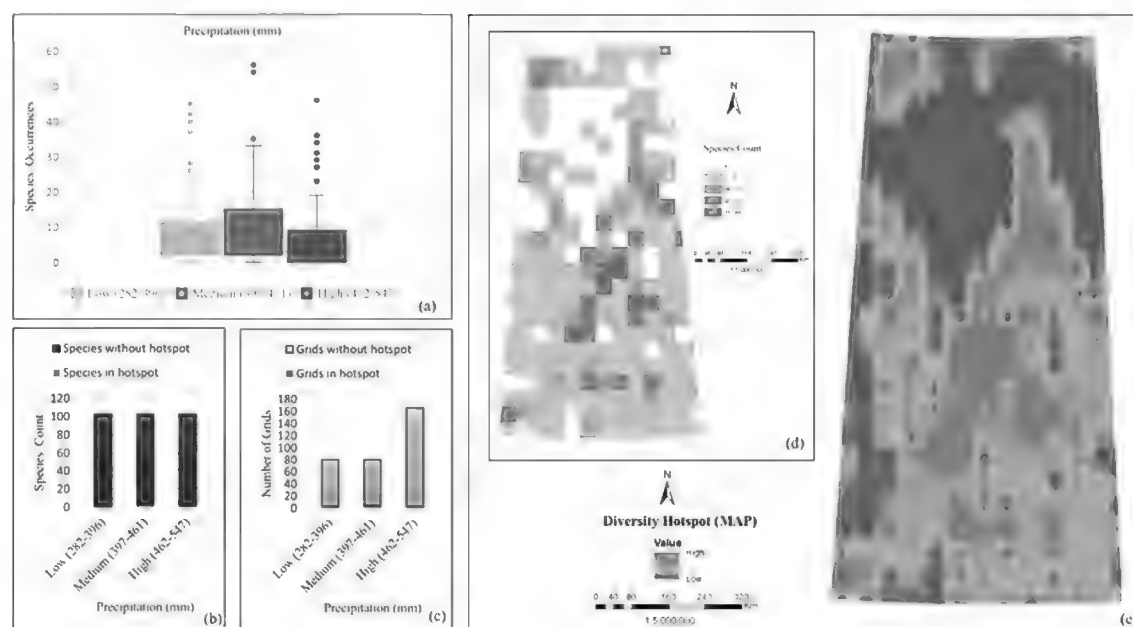 Precipitation (mm)
60
50
40
30
20
10
0
Species Occurrences
Low
Medium
High
(a)
Species without hotspot
Species in hotspot
120
100
80
60
40
20
0
Species Count
Low (282-396)
Medium (397-461)
High (462-547)
Precipitation (mm)
(b)
Grids without hotspot
Grids in hotspot
180
160
140
120
100
80
60
40
20
0
Number of Grids
Low (282-396)
Medium (397-461)
High (462-547)
Precipitation (mm)
(c)
N
Species Count
(d)
N
Diversity Hotspot (MAP)
Value
High
Low
0 40 80 160 240 320
Km
1:5,000,000